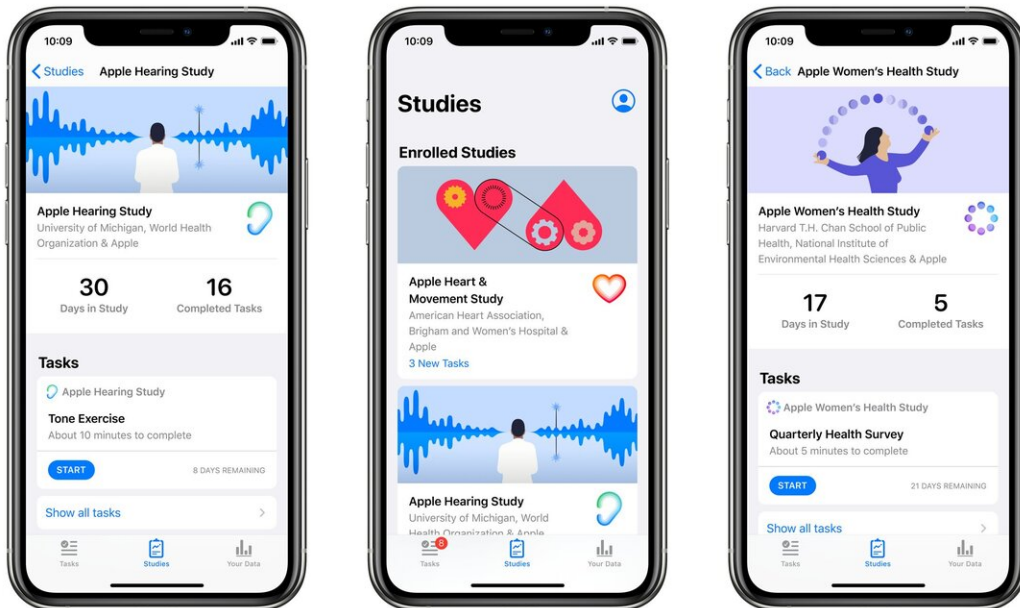 10:09
Studies
Apple Hearing Study
Apple Hearing Study
University of Michigan, World Health
Organization & Apple
30
16
Days in Study
Completed Tasks
Tasks
Apple Hearing Study
Tone Exercise
About 10 minutes to complete
START
8 DAYS REMAINING
Show all tasks
Tasks
Studies
Your Data
10:09
Studies
Enrolled Studies
Apple Heart &
Movement Study
American Heart Association,
Brigham and Women's Hospital &
Apple
3 New Tasks
Apple Hearing Study
University of Michigan, World
Health Organization & Apple
8
Tasks
Studies
Your Data
10:09
Back
Apple Women's Health Study
Apple Women's Health Study
Harvard T.H. Chan School of Public
Health, National Institute of
Environmental Health Sciences & Apple
17
5
Days in Study
Completed Tasks
Tasks
Apple Women's Health Study
Quarterly Health Survey
About 5 minutes to complete
START
21 DAYS REMAINING
Show all tasks
Tasks
Studies
Your Data